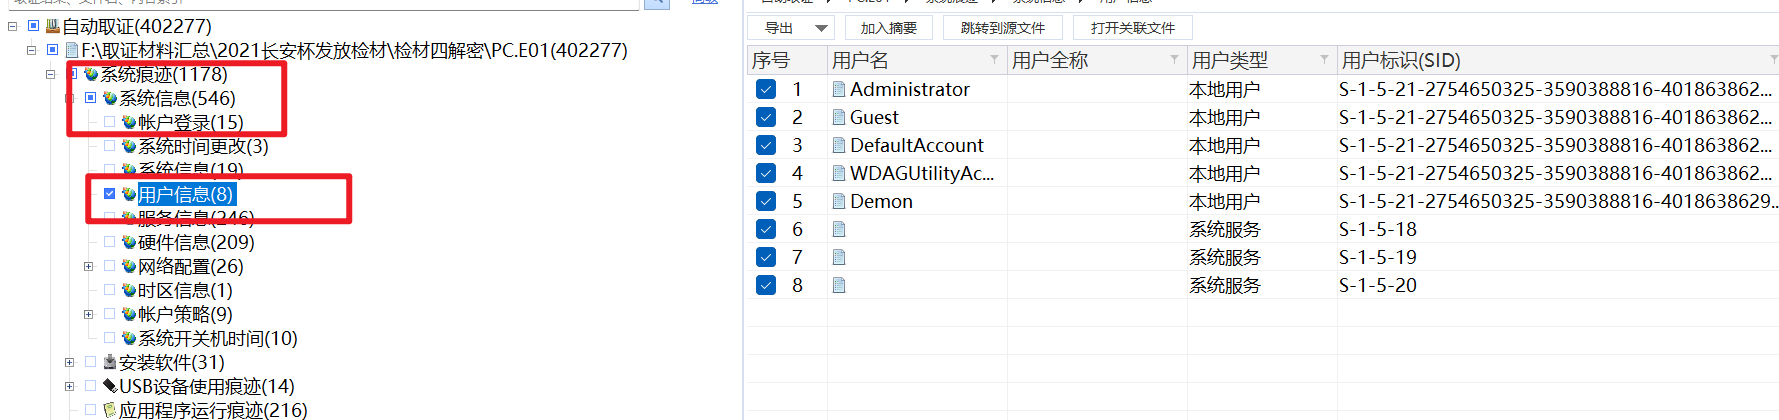 自动取证(402277)
F:\取证材料汇总\2021长安杯发放检材\检材四解密\PC.E01(402277)
系统痕迹(1178)
系统信息(546)
帐户登录(15)
系统时间更改(3)
系统信息(19)
用户信息(8)
服务信息(246)
硬件信息(209)
网络配置(26)
时区信息(1)
帐户策略(9)
系统开关机时间(10)
安装软件(31)
USB设备使用痕迹(14)
应用程序运行痕迹(216)
导出 加入摘要 跳转到源文件 打开关联文件
序号 用户名 用户全称 用户类型 用户标识(SID)
1 Administrator 本地用户 S-1-5-21-2754650325-3590388816-401863862...
2 Guest 本地用户 S-1-5-21-2754650325-3590388816-401863862...
3 DefaultAccount 本地用户 S-1-5-21-2754650325-3590388816-401863862...
4 WDAGUtilityAc... 本地用户 S-1-5-21-2754650325-3590388816-401863862...
5 Demon 本地用户 S-1-5-21-2754650325-3590388816-4018638629...
6 系统服务 S-1-5-18
7 系统服务 S-1-5-19
8 系统服务 S-1-5-20